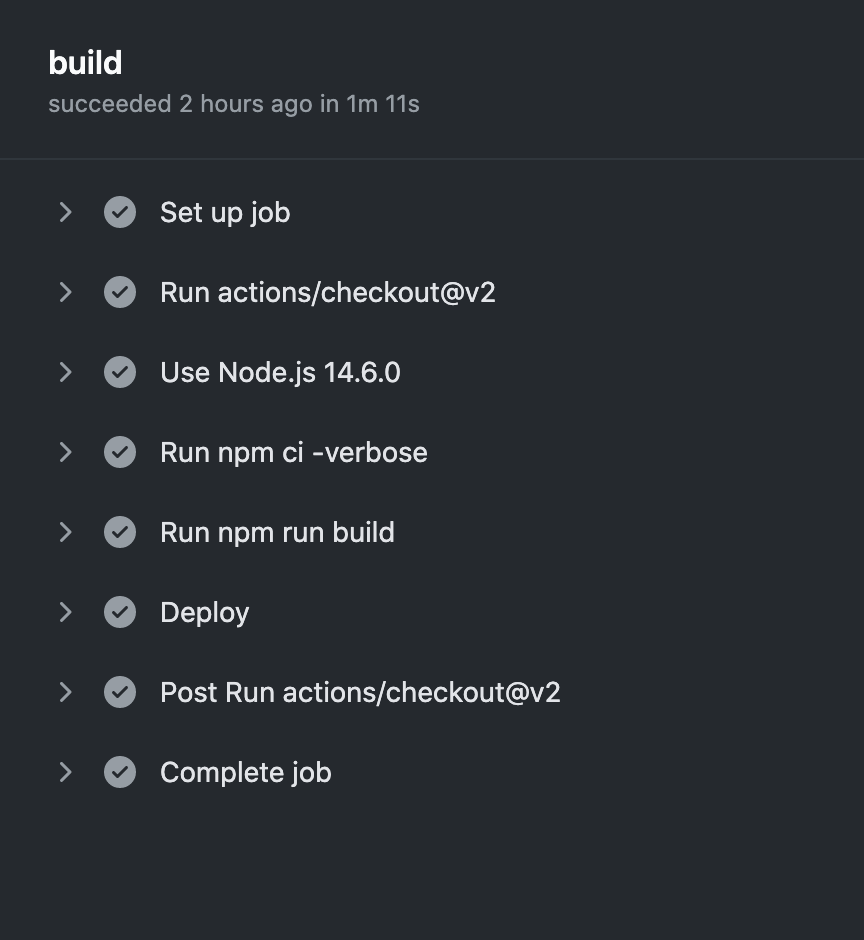 build
succeeded 2 hours ago in 1m 11s
Set up job
Run actions/checkout@v2
Use Node.js 14.6.0
Run npm ci -verbose
Run npm run build
Deploy
Post Run actions/checkout@v2
Complete job